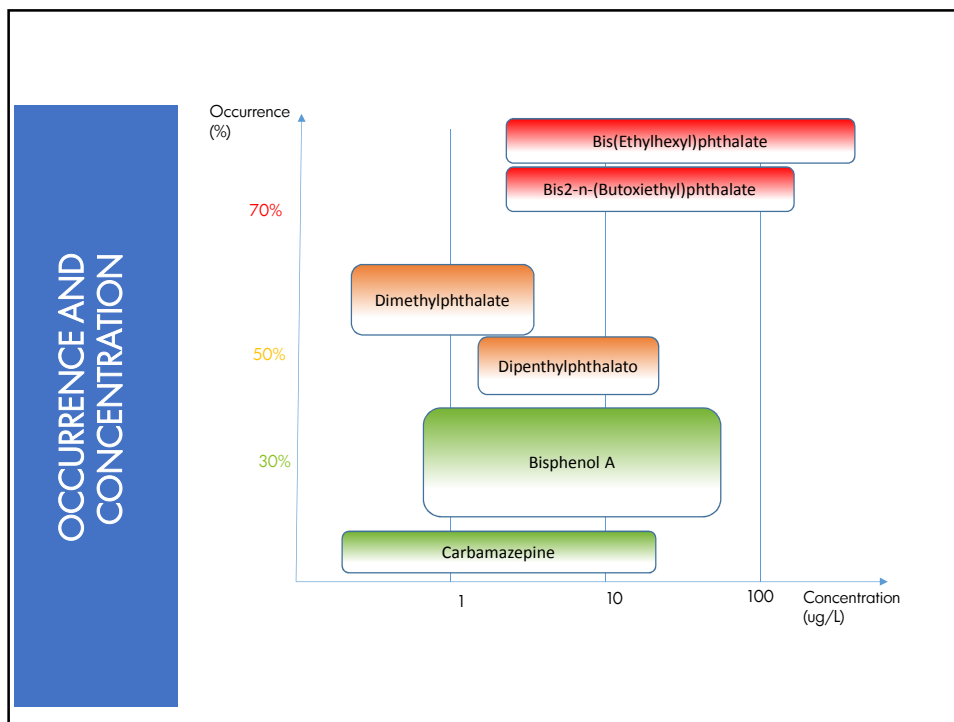 OCCURRENCE AND
CONCENTRATION
Occurrence
(%)
Bis(Ethylhexyl)phthalate
Bis2-n-(Butoxiethyl)phthalate
70%
Dimethylphthalate
50%
Dipenthylphthalato
30%
Bisphenol A
Carbamazepine
1
10
100
Concentration
(ug/L)